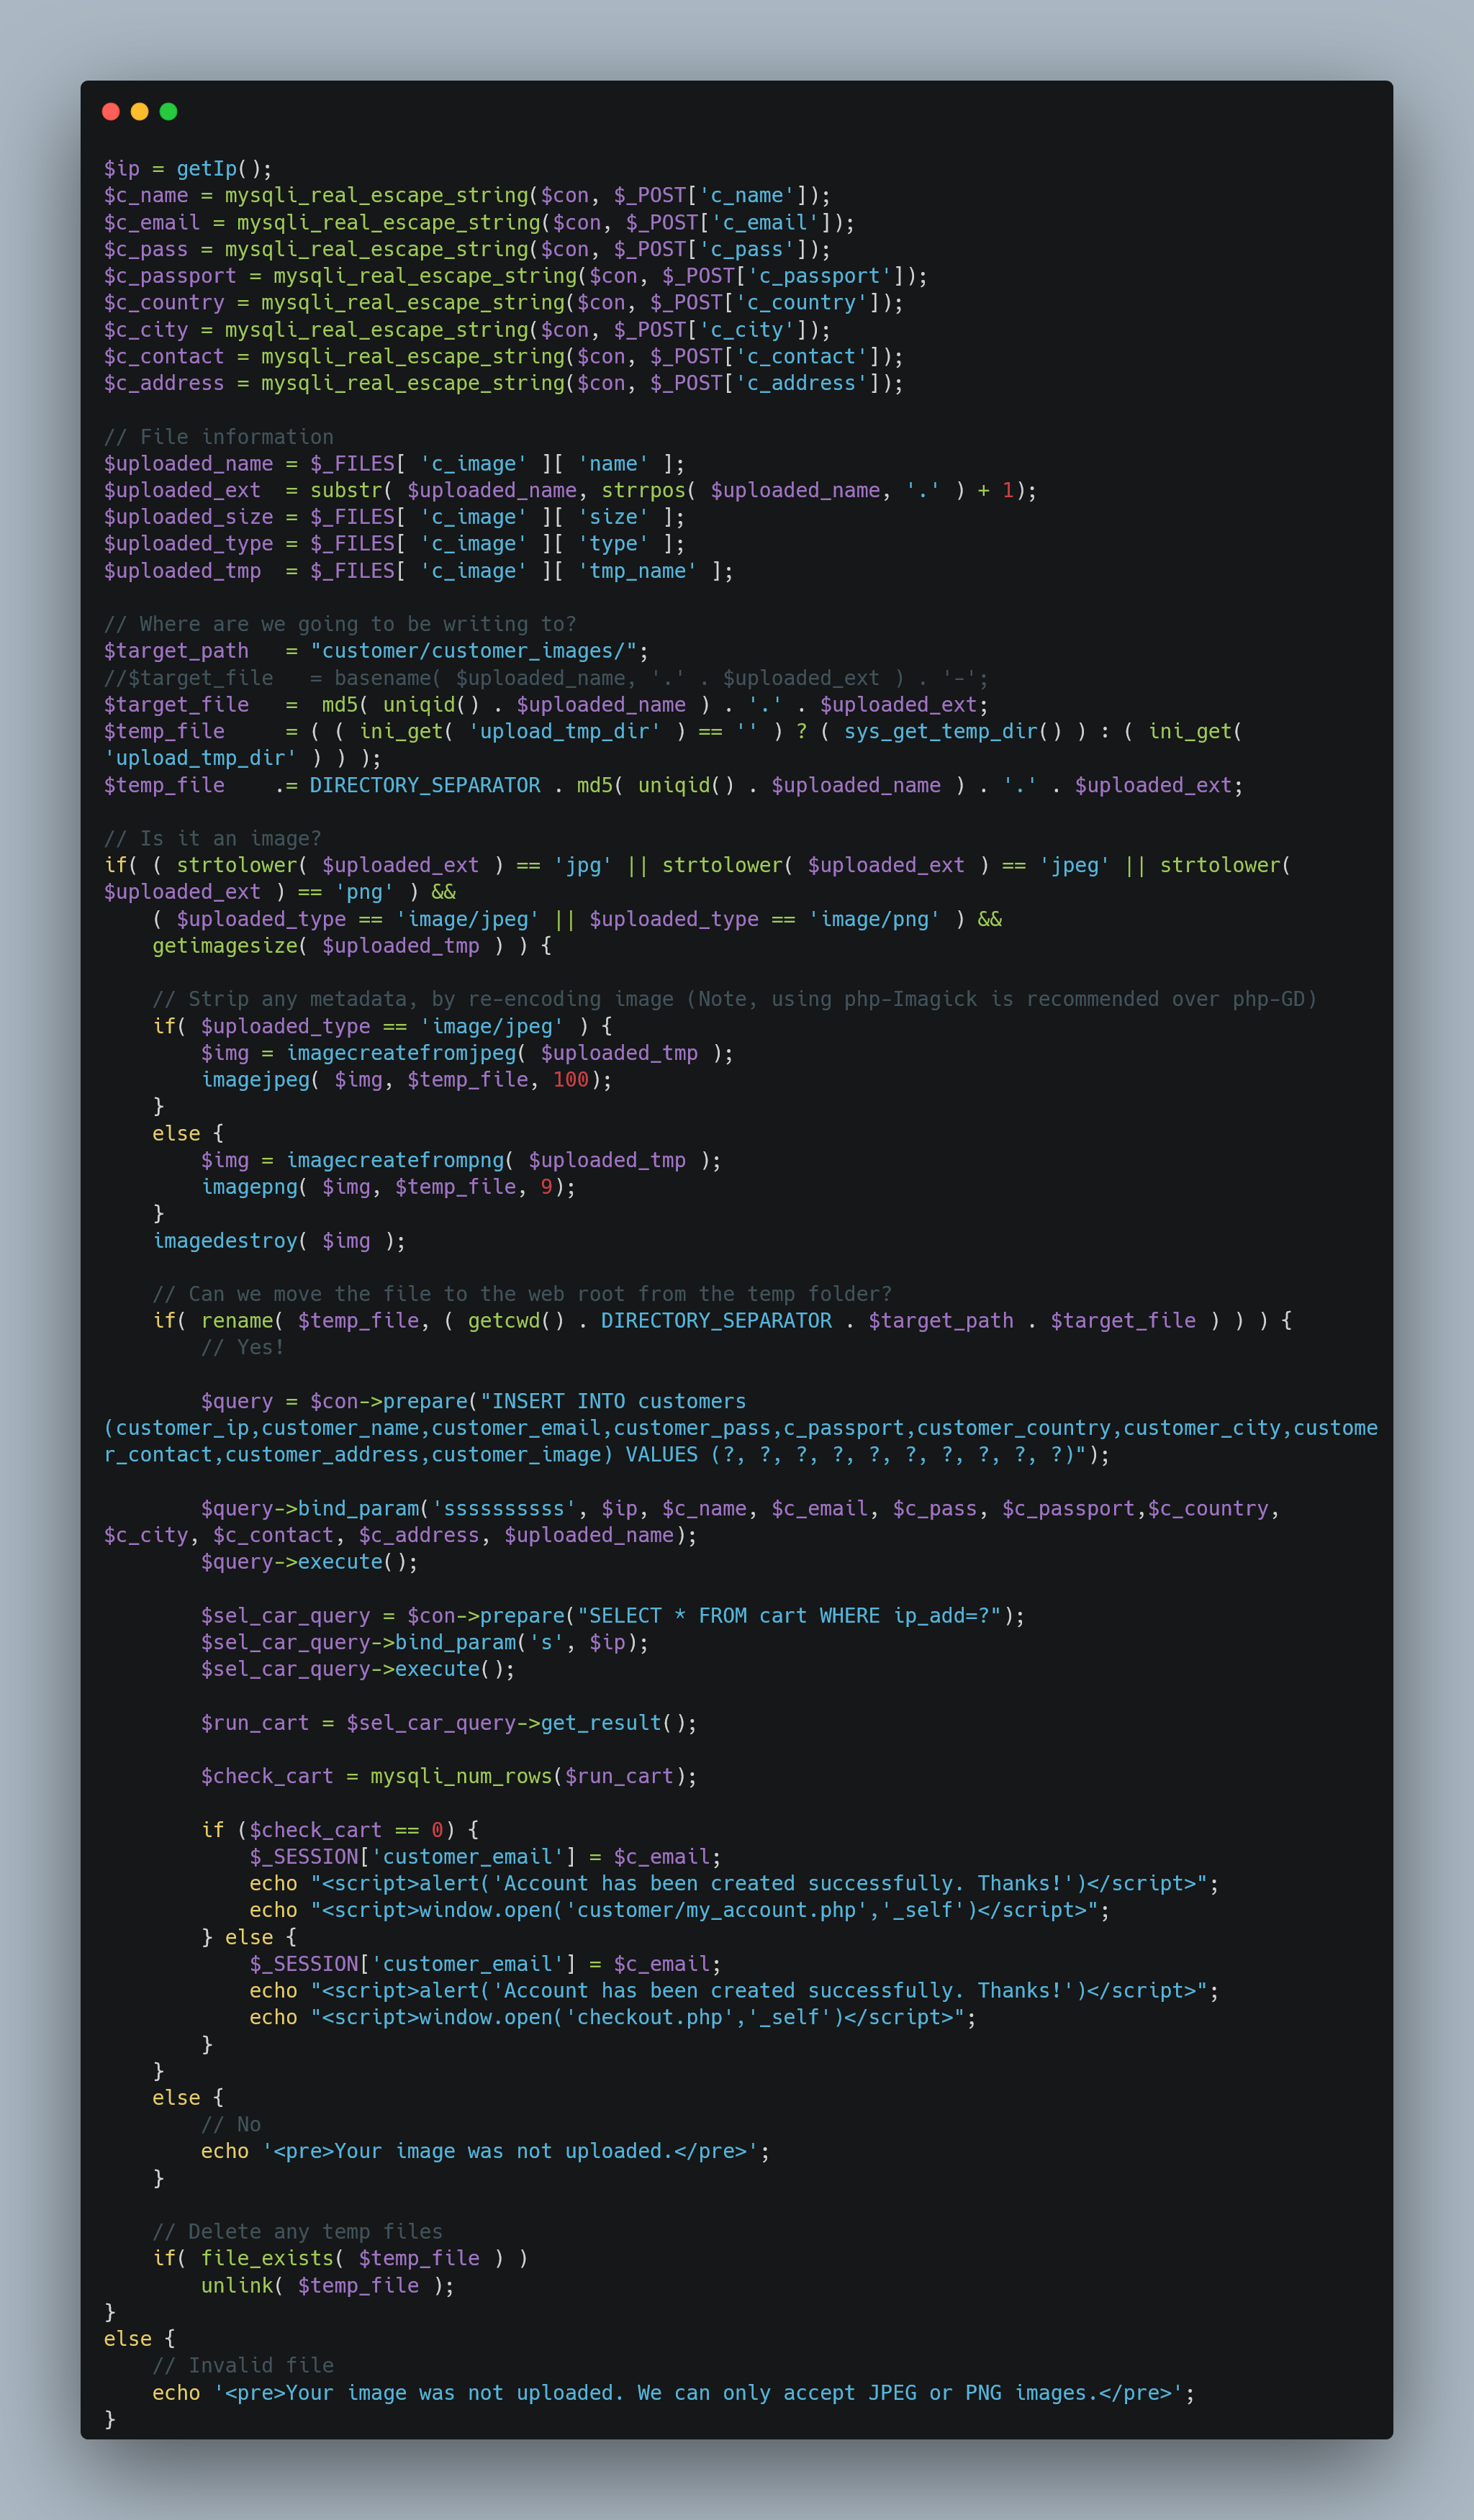 $ip = getIp();
$c_name = mysqli_real_escape_string($con, $_POST['c_name']);
$c_email = mysqli_real_escape_string($con, $_POST['c_email']);
$c_pass = mysqli_real_escape_string($con, $_POST['c_pass']);
$c_passport = mysqli_real_escape_string($con, $_POST['c_passport']);
$c_country = mysqli_real_escape_string($con, $_POST['c_country']);
$c_city = mysqli_real_escape_string($con, $_POST['c_city']);
$c_contact = mysqli_real_escape_string($con, $_POST['c_contact']);
$c_address = mysqli_real_escape_string($con, $_POST['c_address']);

// File information
$uploaded_name = $_FILES[ 'c_image' ][ 'name' ];
$uploaded_ext  = substr( $uploaded_name, strrpos( $uploaded_name, '.' ) + 1);
$uploaded_size = $_FILES[ 'c_image' ][ 'size' ];
$uploaded_type = $_FILES[ 'c_image' ][ 'type' ];
$uploaded_tmp  = $_FILES[ 'c_image' ][ 'tmp_name' ];

// Where are we going to be writing to?
$target_path   = "customer/customer_images/";
//$target_file   = basename( $uploaded_name, '.' . $uploaded_ext ) . '-';
$target_file   =  md5( uniqid() . $uploaded_name ) . '.' . $uploaded_ext;
$temp_file     = ( ( ini_get( 'upload_tmp_dir' ) == '' ) ? ( sys_get_temp_dir() ) : ( ini_get(
'upload_tmp_dir' ) ) );
$temp_file    .= DIRECTORY_SEPARATOR . md5( uniqid() . $uploaded_name ) . '.' . $uploaded_ext;

// Is it an image?
if( ( strtolower( $uploaded_ext ) == 'jpg' || strtolower( $uploaded_ext ) == 'jpeg' || strtolower(
$uploaded_ext ) == 'png' ) &&
    ( $uploaded_type == 'image/jpeg' || $uploaded_type == 'image/png' ) &&
    getimagesize( $uploaded_tmp ) ) {

    // Strip any metadata, by re-encoding image (Note, using php-Imagick is recommended over php-GD)
    if( $uploaded_type == 'image/jpeg' ) {
        $img = imagecreatefromjpeg( $uploaded_tmp );
        imagejpeg( $img, $temp_file, 100);
    }
    else {
        $img = imagecreatefrompng( $uploaded_tmp );
        imagepng( $img, $temp_file, 9);
    }
    imagedestroy( $img );

    // Can we move the file to the web root from the temp folder?
    if( rename( $temp_file, ( getcwd() . DIRECTORY_SEPARATOR . $target_path . $target_file ) ) ) {
        // Yes!

        $query = $con->prepare("INSERT INTO customers
(customer_ip,customer_name,customer_email,customer_pass,c_passport,customer_country,customer_city,custome
r_contact,customer_address,customer_image) VALUES (?, ?, ?, ?, ?, ?, ?, ?, ?, ?)");

        $query->bind_param('ssssssssss', $ip, $c_name, $c_email, $c_pass, $c_passport,$c_country,
$c_city, $c_contact, $c_address, $uploaded_name);
        $query->execute();

        $sel_car_query = $con->prepare("SELECT * FROM cart WHERE ip_add=?");
        $sel_car_query->bind_param('s', $ip);
        $sel_car_query->execute();

        $run_cart = $sel_car_query->get_result();

        $check_cart = mysqli_num_rows($run_cart);

        if ($check_cart == 0) {
            $_SESSION['customer_email'] = $c_email;
            echo "<script>alert('Account has been created successfully. Thanks!')</script>";
            echo "<script>window.open('customer/my_account.php','_self')</script>";
        } else {
            $_SESSION['customer_email'] = $c_email;
            echo "<script>alert('Account has been created successfully. Thanks!')</script>";
            echo "<script>window.open('checkout.php','_self')</script>";
        }
    }
    else {
        // No
        echo '<pre>Your image was not uploaded.</pre>';
    }

    // Delete any temp files
    if( file_exists( $temp_file ) )
        unlink( $temp_file );
}
else {
    // Invalid file
    echo '<pre>Your image was not uploaded. We can only accept JPEG or PNG images.</pre>';
}